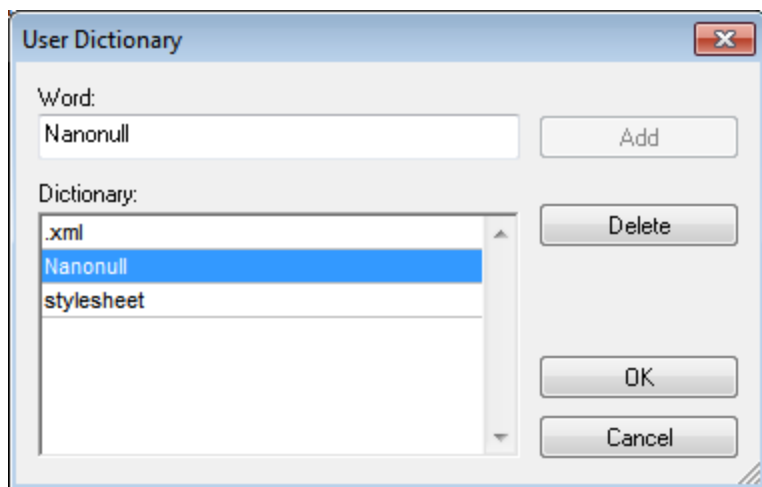 User Dictionary
Word:
Nanonull
Add
Dictionary:
.xml
Nanonull
stylesheet
Delete
OK
Cancel